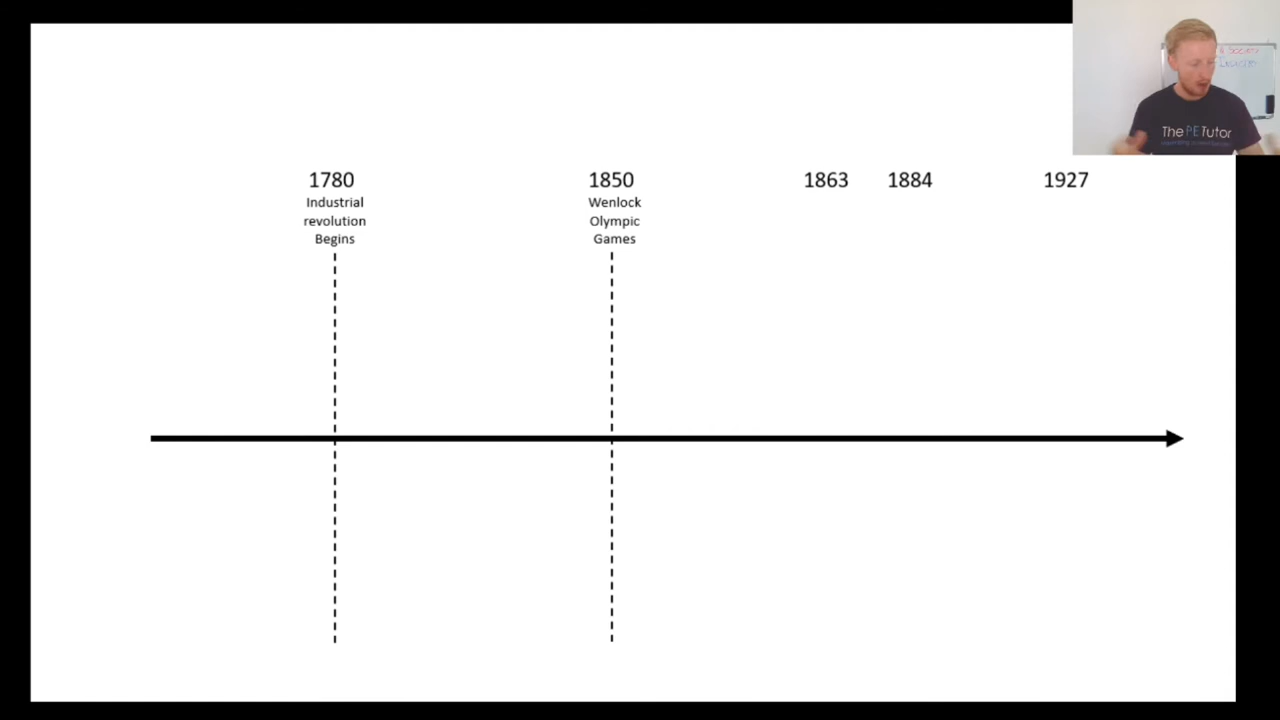 1780
Industrial
revolution
Begins
1850
Wenlock
Olympic
Games
1863
1884
1927
The PE Tutor